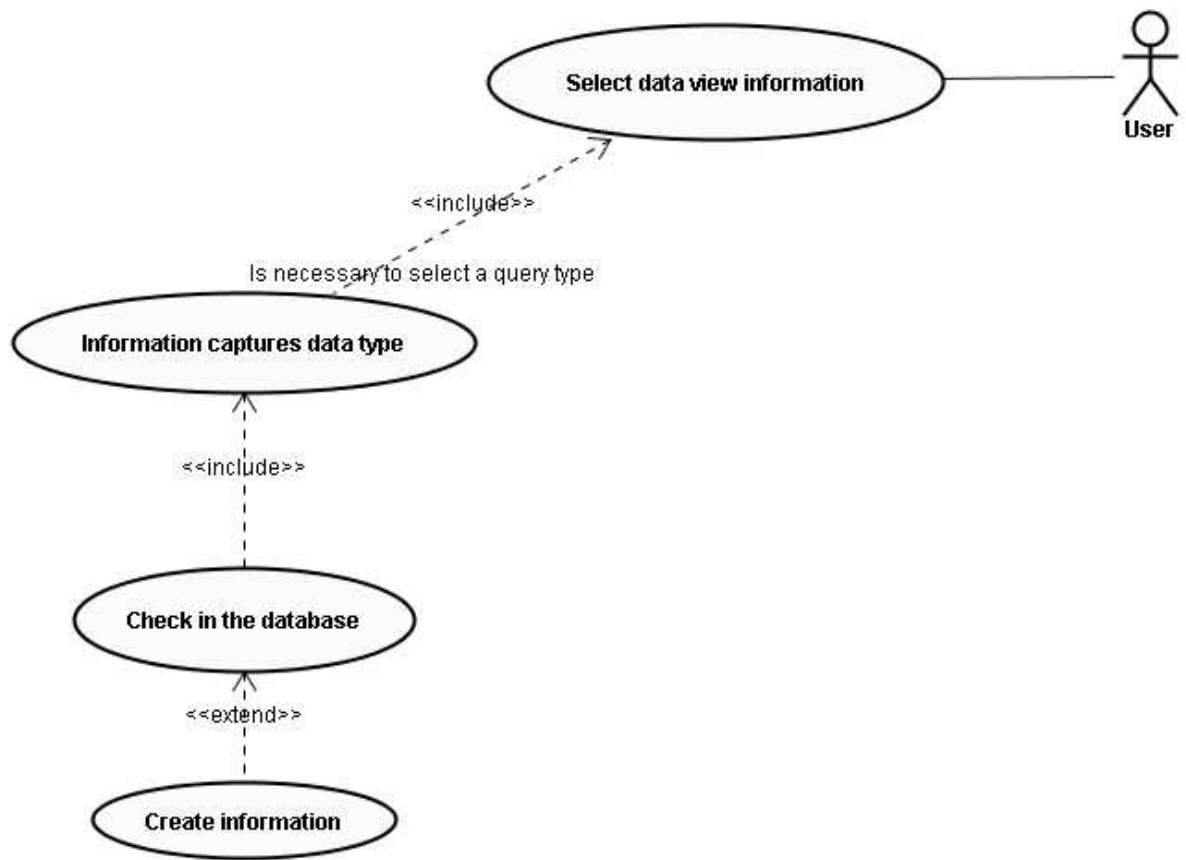 Select data view information
User
<<include>>
Is necessary to select a query type
Information captures data type
<<include>>
Check in the database
<<extend>>
Create information